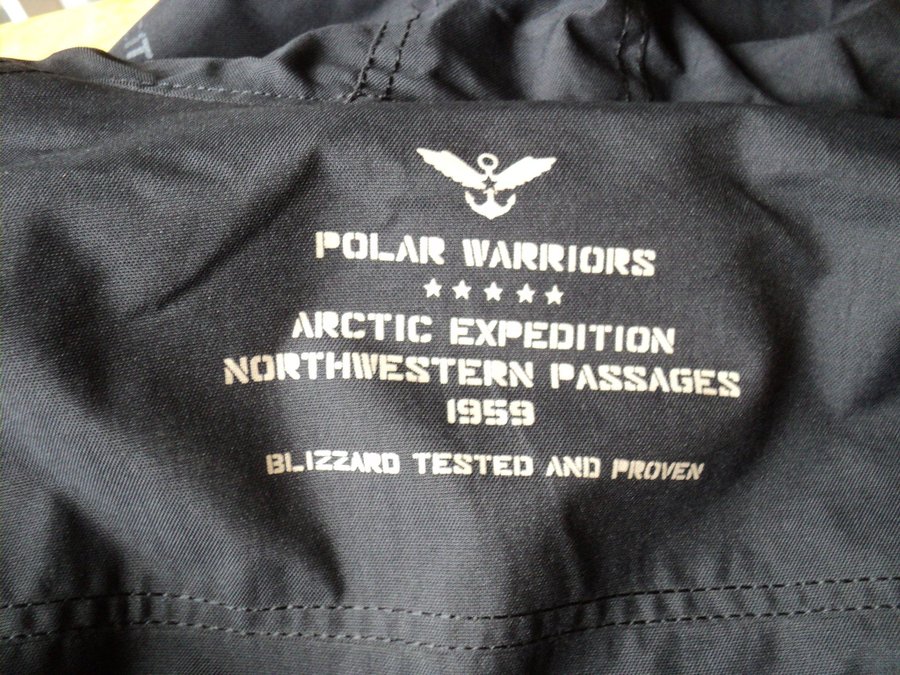 POLAR WARRIORS
ARCTIC EXPEDITION
NORTHWESTERN PASSAGES
1959
BLIZZARD TESTED AND PROVEN